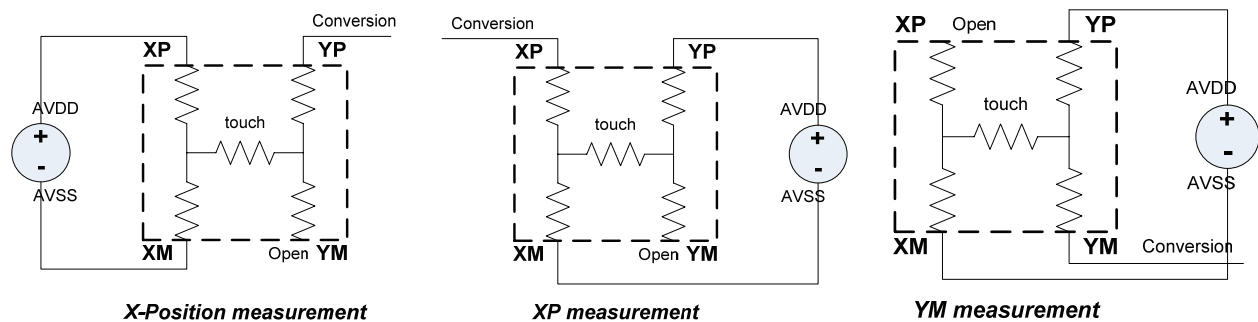 Conversion
XP
YP
AVDD
touch
+
-
AVSS
XM
Open YM
X-Position measurement
Conversion
XP
YP
AVDD
touch
+
-
AVSS
XM
Open YM
XP measurement
XP Open
YP
AVDD
touch
+
-
AVSS
XM
YM
Conversion
YM measurement